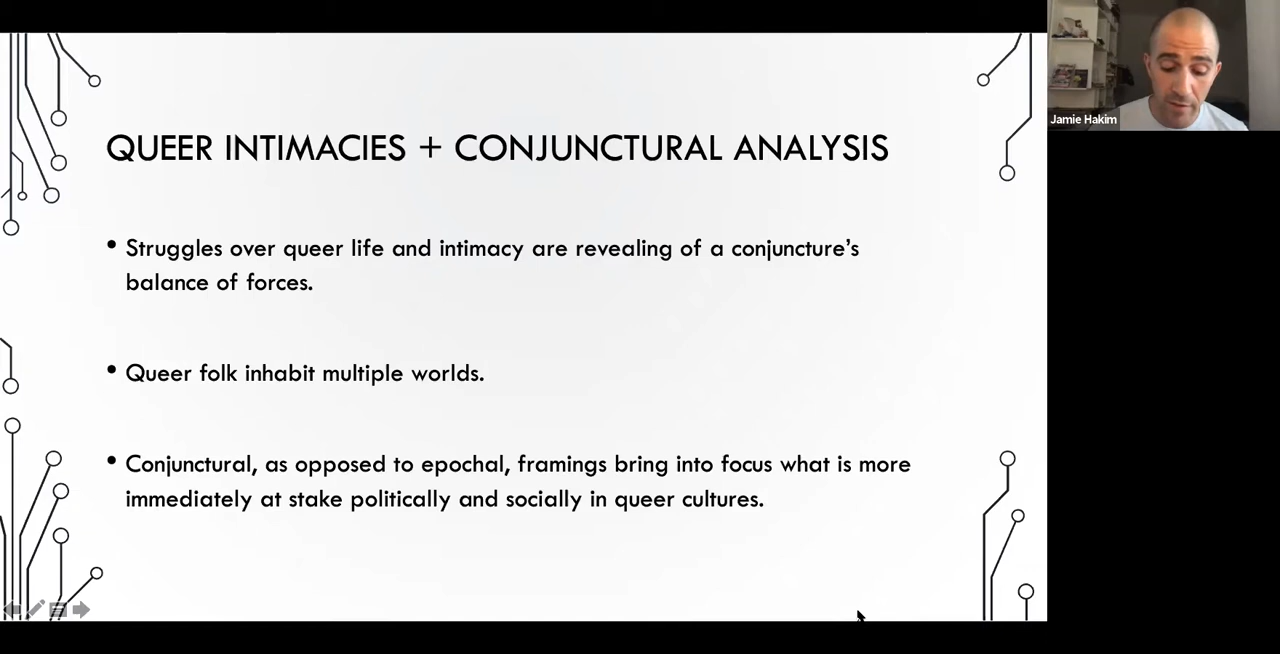 QUEER INTIMACIES + CONJUNCTURAL ANALYSIS
• Struggles over queer life and intimacy are revealing of a conjuncture’s
balance of forces.
• Queer folk inhabit multiple worlds.
• Conjunctural, as opposed to epochal, framings bring into focus what is more
immediately at stake politically and socially in queer cultures.
Jamie Hakim